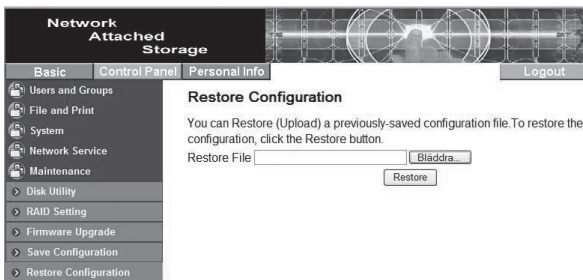 Network
Attached
Storage
Basic
Control Panel
Personal Info
Logout
Users and Groups
File and Print
System
Network Service
Maintenance
Disk Utility
RAID Setting
Firmware Upgrade
Save Configuration
Restore Configuration
Restore Configuration
You can Restore (Upload) a previously-saved configuration file.To restore the
configuration, click the Restore button.
Restore File
Bläddra...
Restore